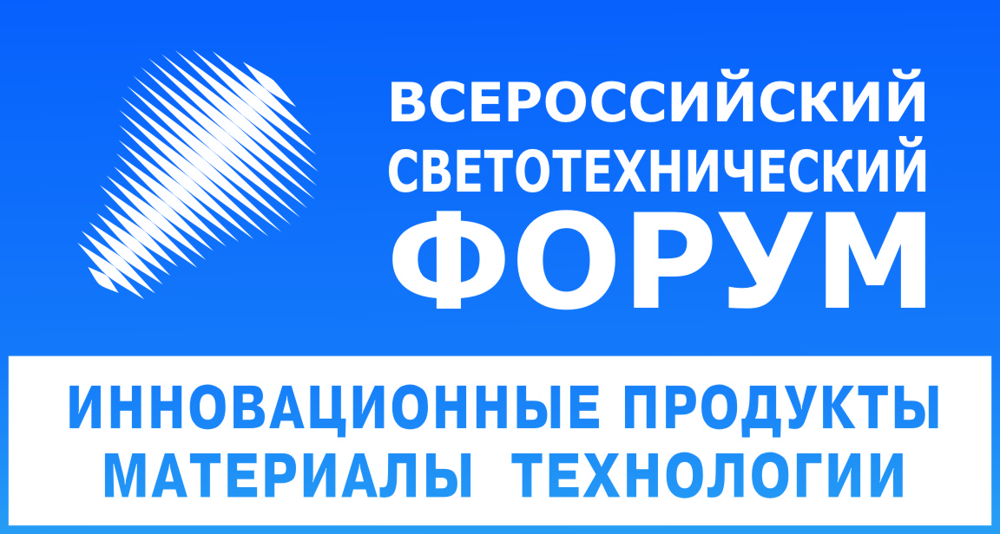 ВСЕРОССИЙСКИЙ
СВЕТОТЕХНИЧЕСКИЙ
ФОРУМ
ИННОВАЦИОННЫЕ ПРОДУКТЫ
МАТЕРИАЛЫ ТЕХНОЛОГИИ